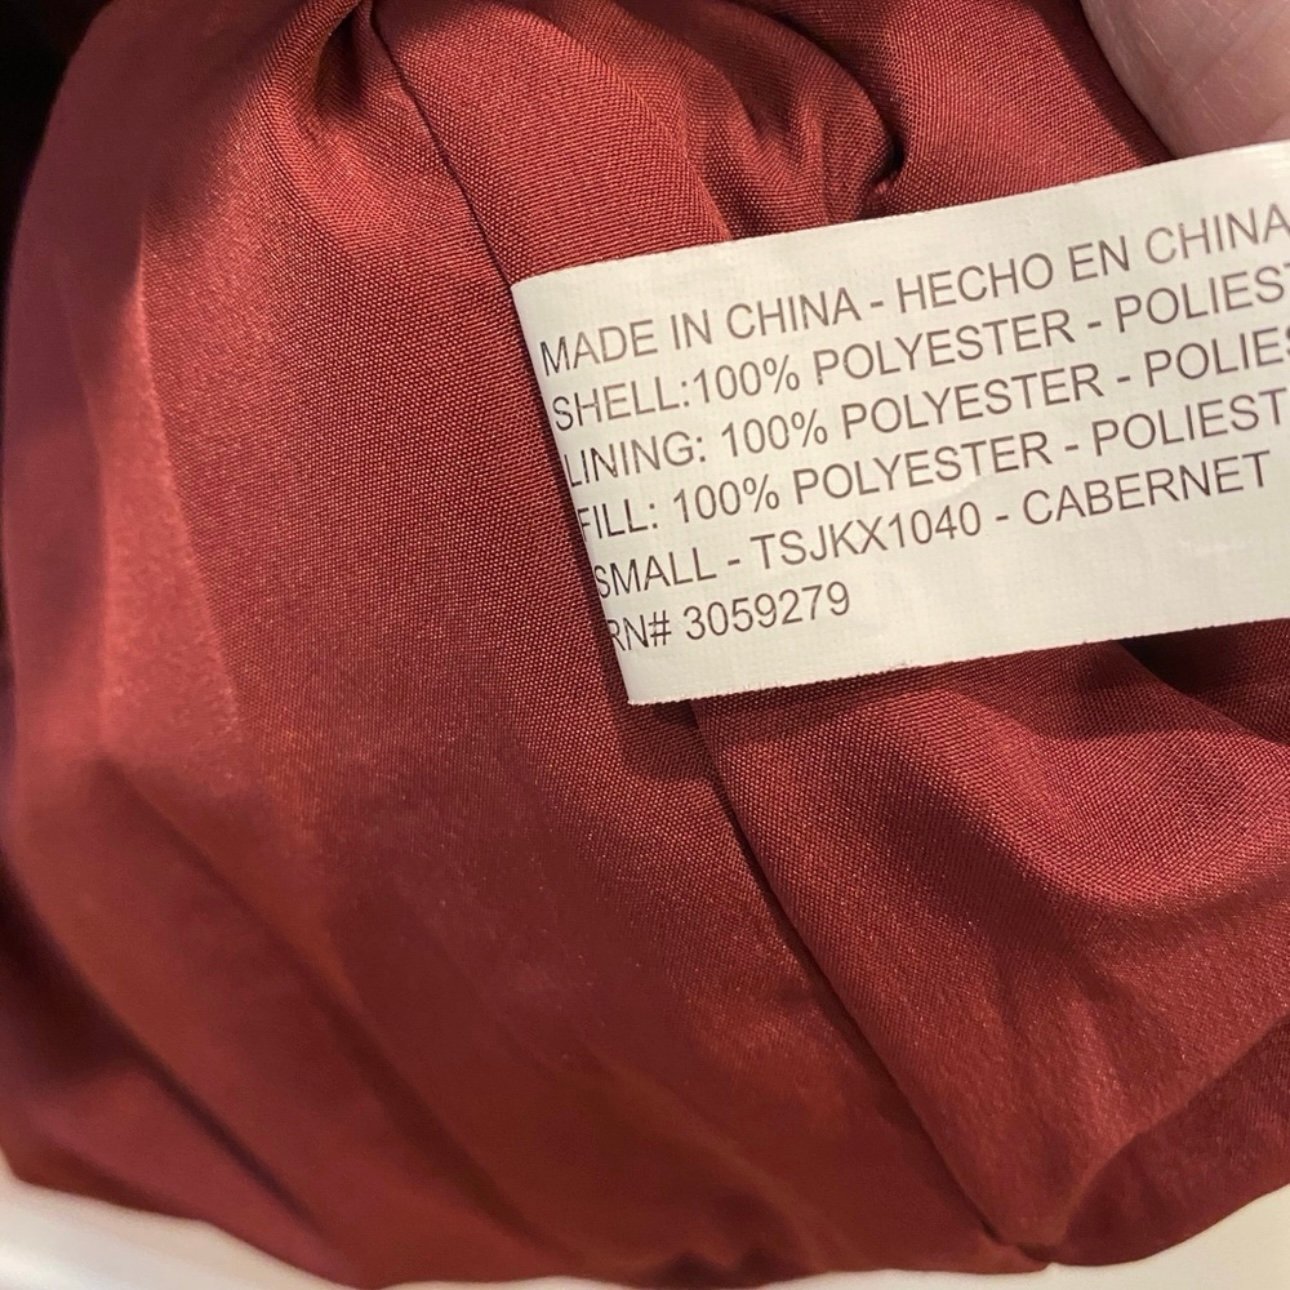 MADE IN CHINA - HECHO EN CHINA
SHELL:100% POLYESTER - POLIEST
LINING: 100% POLYESTER - POLIES
FILL: 100% POLYESTER - POLIEST
SMALL - TSJKX1040 - CABERNET
RN# 3059279